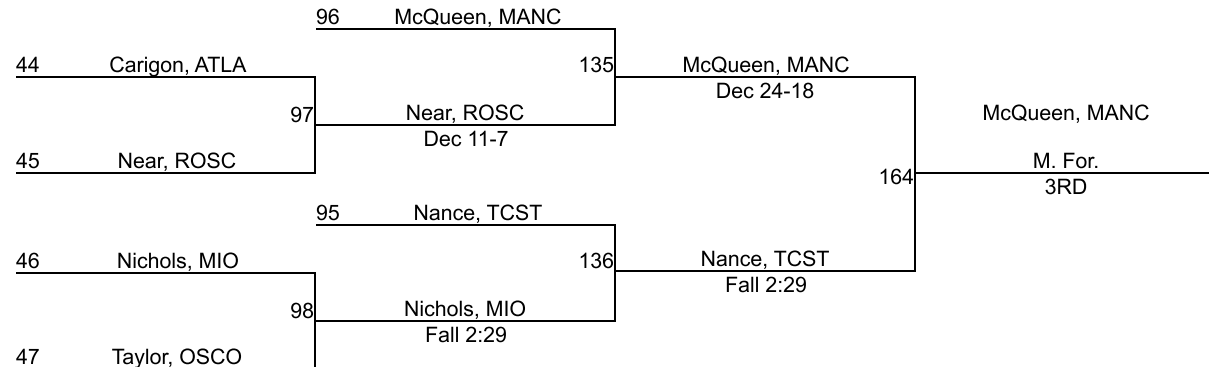 96 McQueen, MANC
44 Carigon, ATLA
135 McQueen, MANC
Dec 24-18
97 Near, ROSC
Dec 11-7
McQueen, MANC
45 Near, ROSC
M. For.
164
3RD
95 Nance, TCST
46 Nichols, MIO
136 Nance, TCST
Fall 2:29
98 Nichols, MIO
Fall 2:29
47 Taylor, OSCO